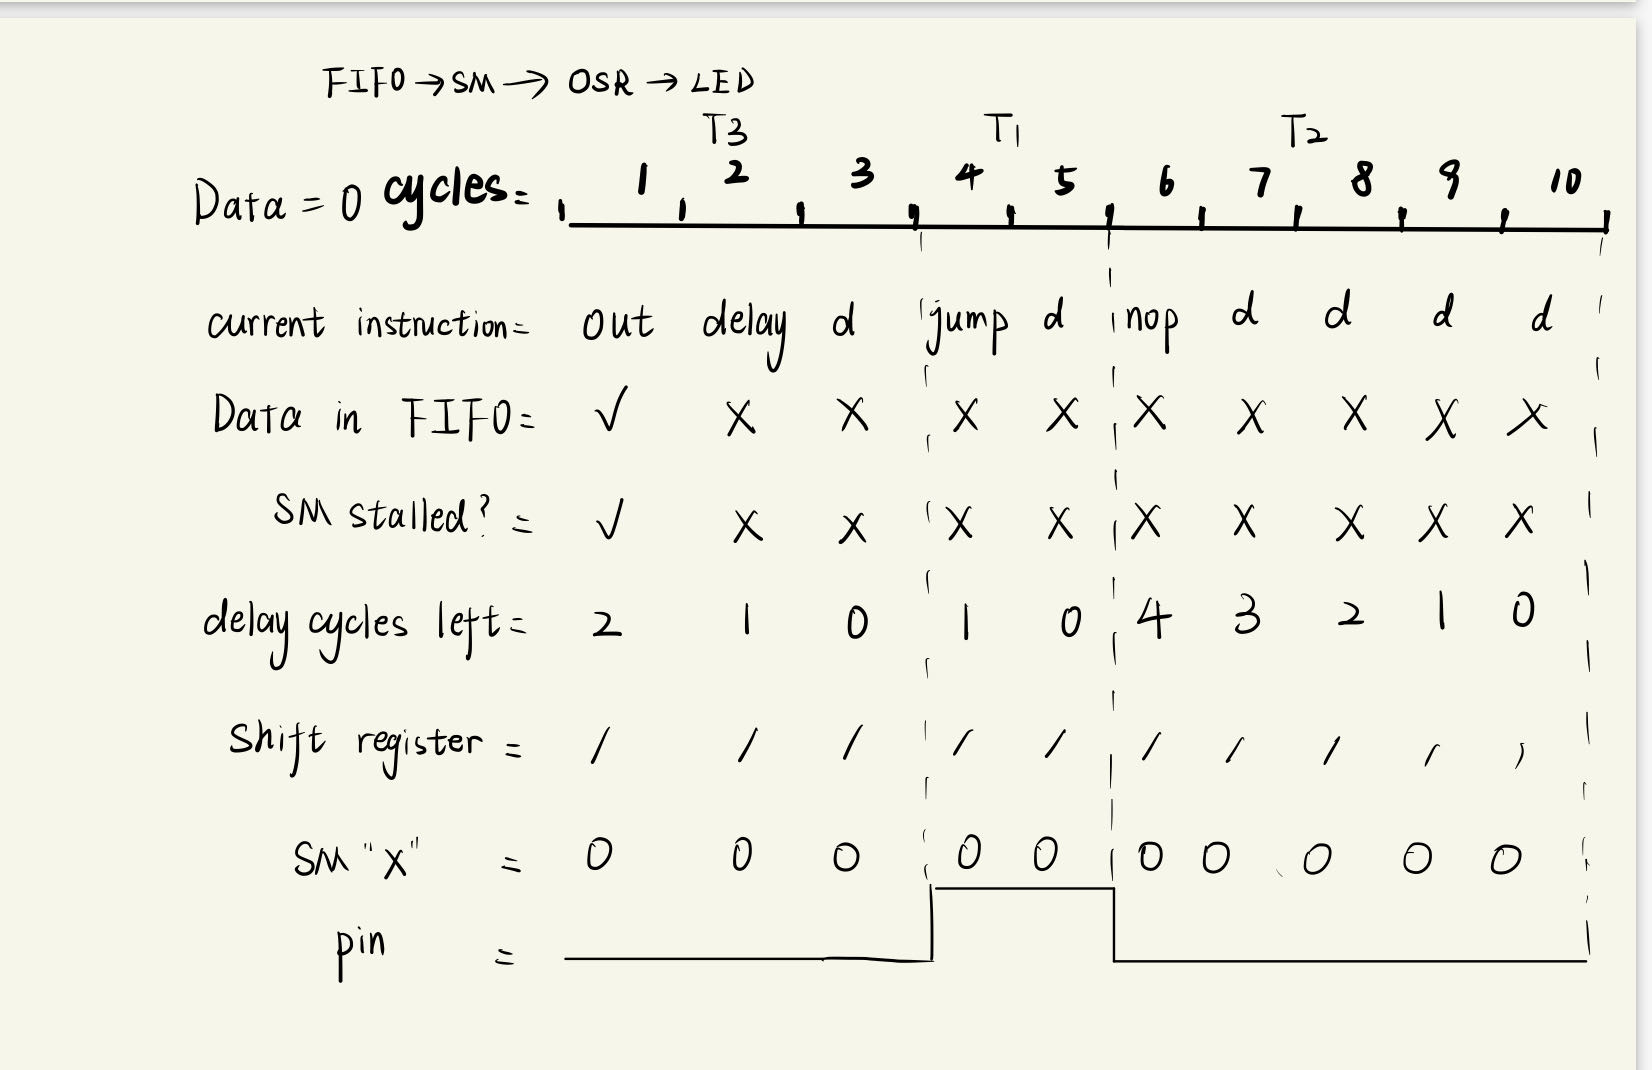 FIFO → SM → OSR → LED
T3 T1 T2
Data = 0 cycles = 1 2 3 4 5 6 7 8 9 10
current instruction = out delay d jump d nop d d d d
Data in FIFO = √ X X X X X X X X X
SM stalled? = √ X X X X X X X X X
delay cycles left = 2 1 0 1 0 4 3 2 1 0
Shift register = / / / / / / / / / /
SM "X" = 0 0 0 0 0 0 0 0 0 0
pin =